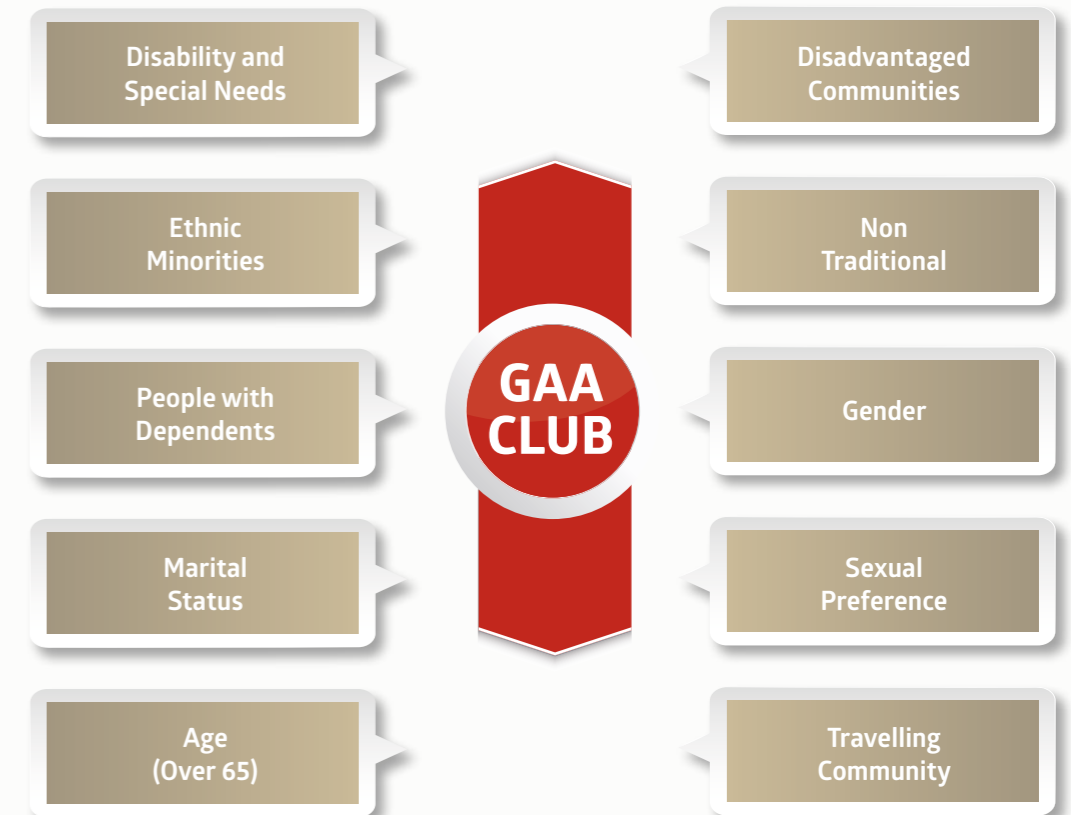 Disability and
Special Needs
Disadvantaged
Communities
Ethnic
Minorities
Non
Traditional
People with
Dependents
GAA
CLUB
Gender
Marital
Status
Sexual
Preference
Age
(Over 65)
Travelling
Community